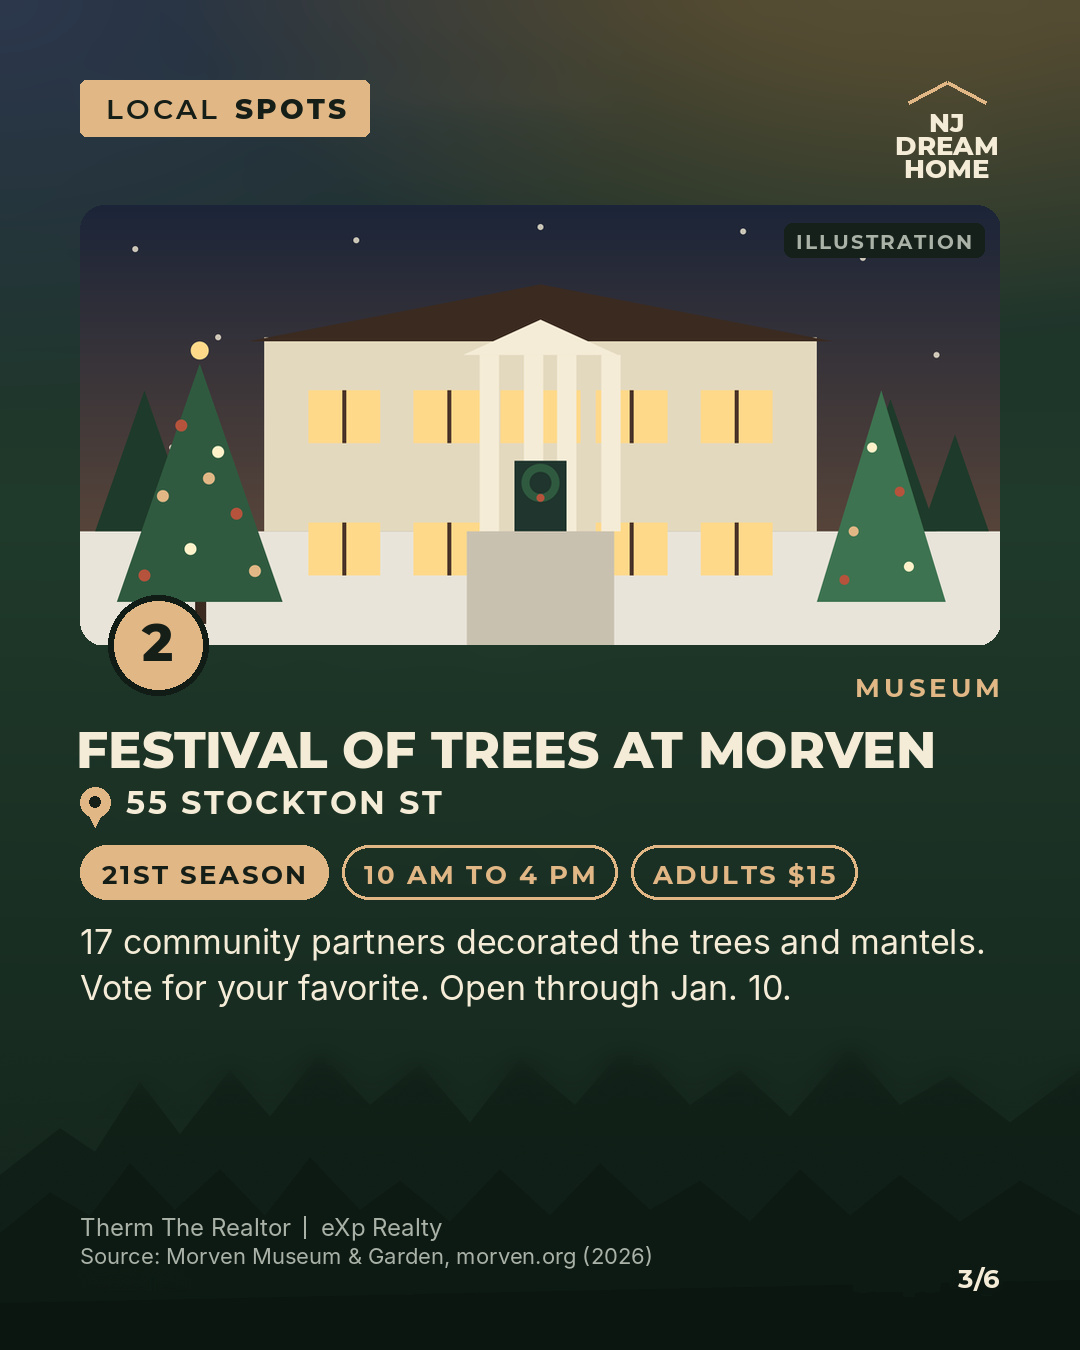 LOCAL SPOTS
NJ
DREAM
HOME
ILLUSTRATION
2
MUSEUM
FESTIVAL OF TREES AT MORVEN
55 STOCKTON ST
21ST SEASON
10 AM TO 4 PM
ADULTS $15
17 community partners decorated the trees and mantels.
Vote for your favorite. Open through Jan. 10.
Therm The Realtor | eXp Realty
Source: Morven Museum & Garden, morven.org (2026)
3/6